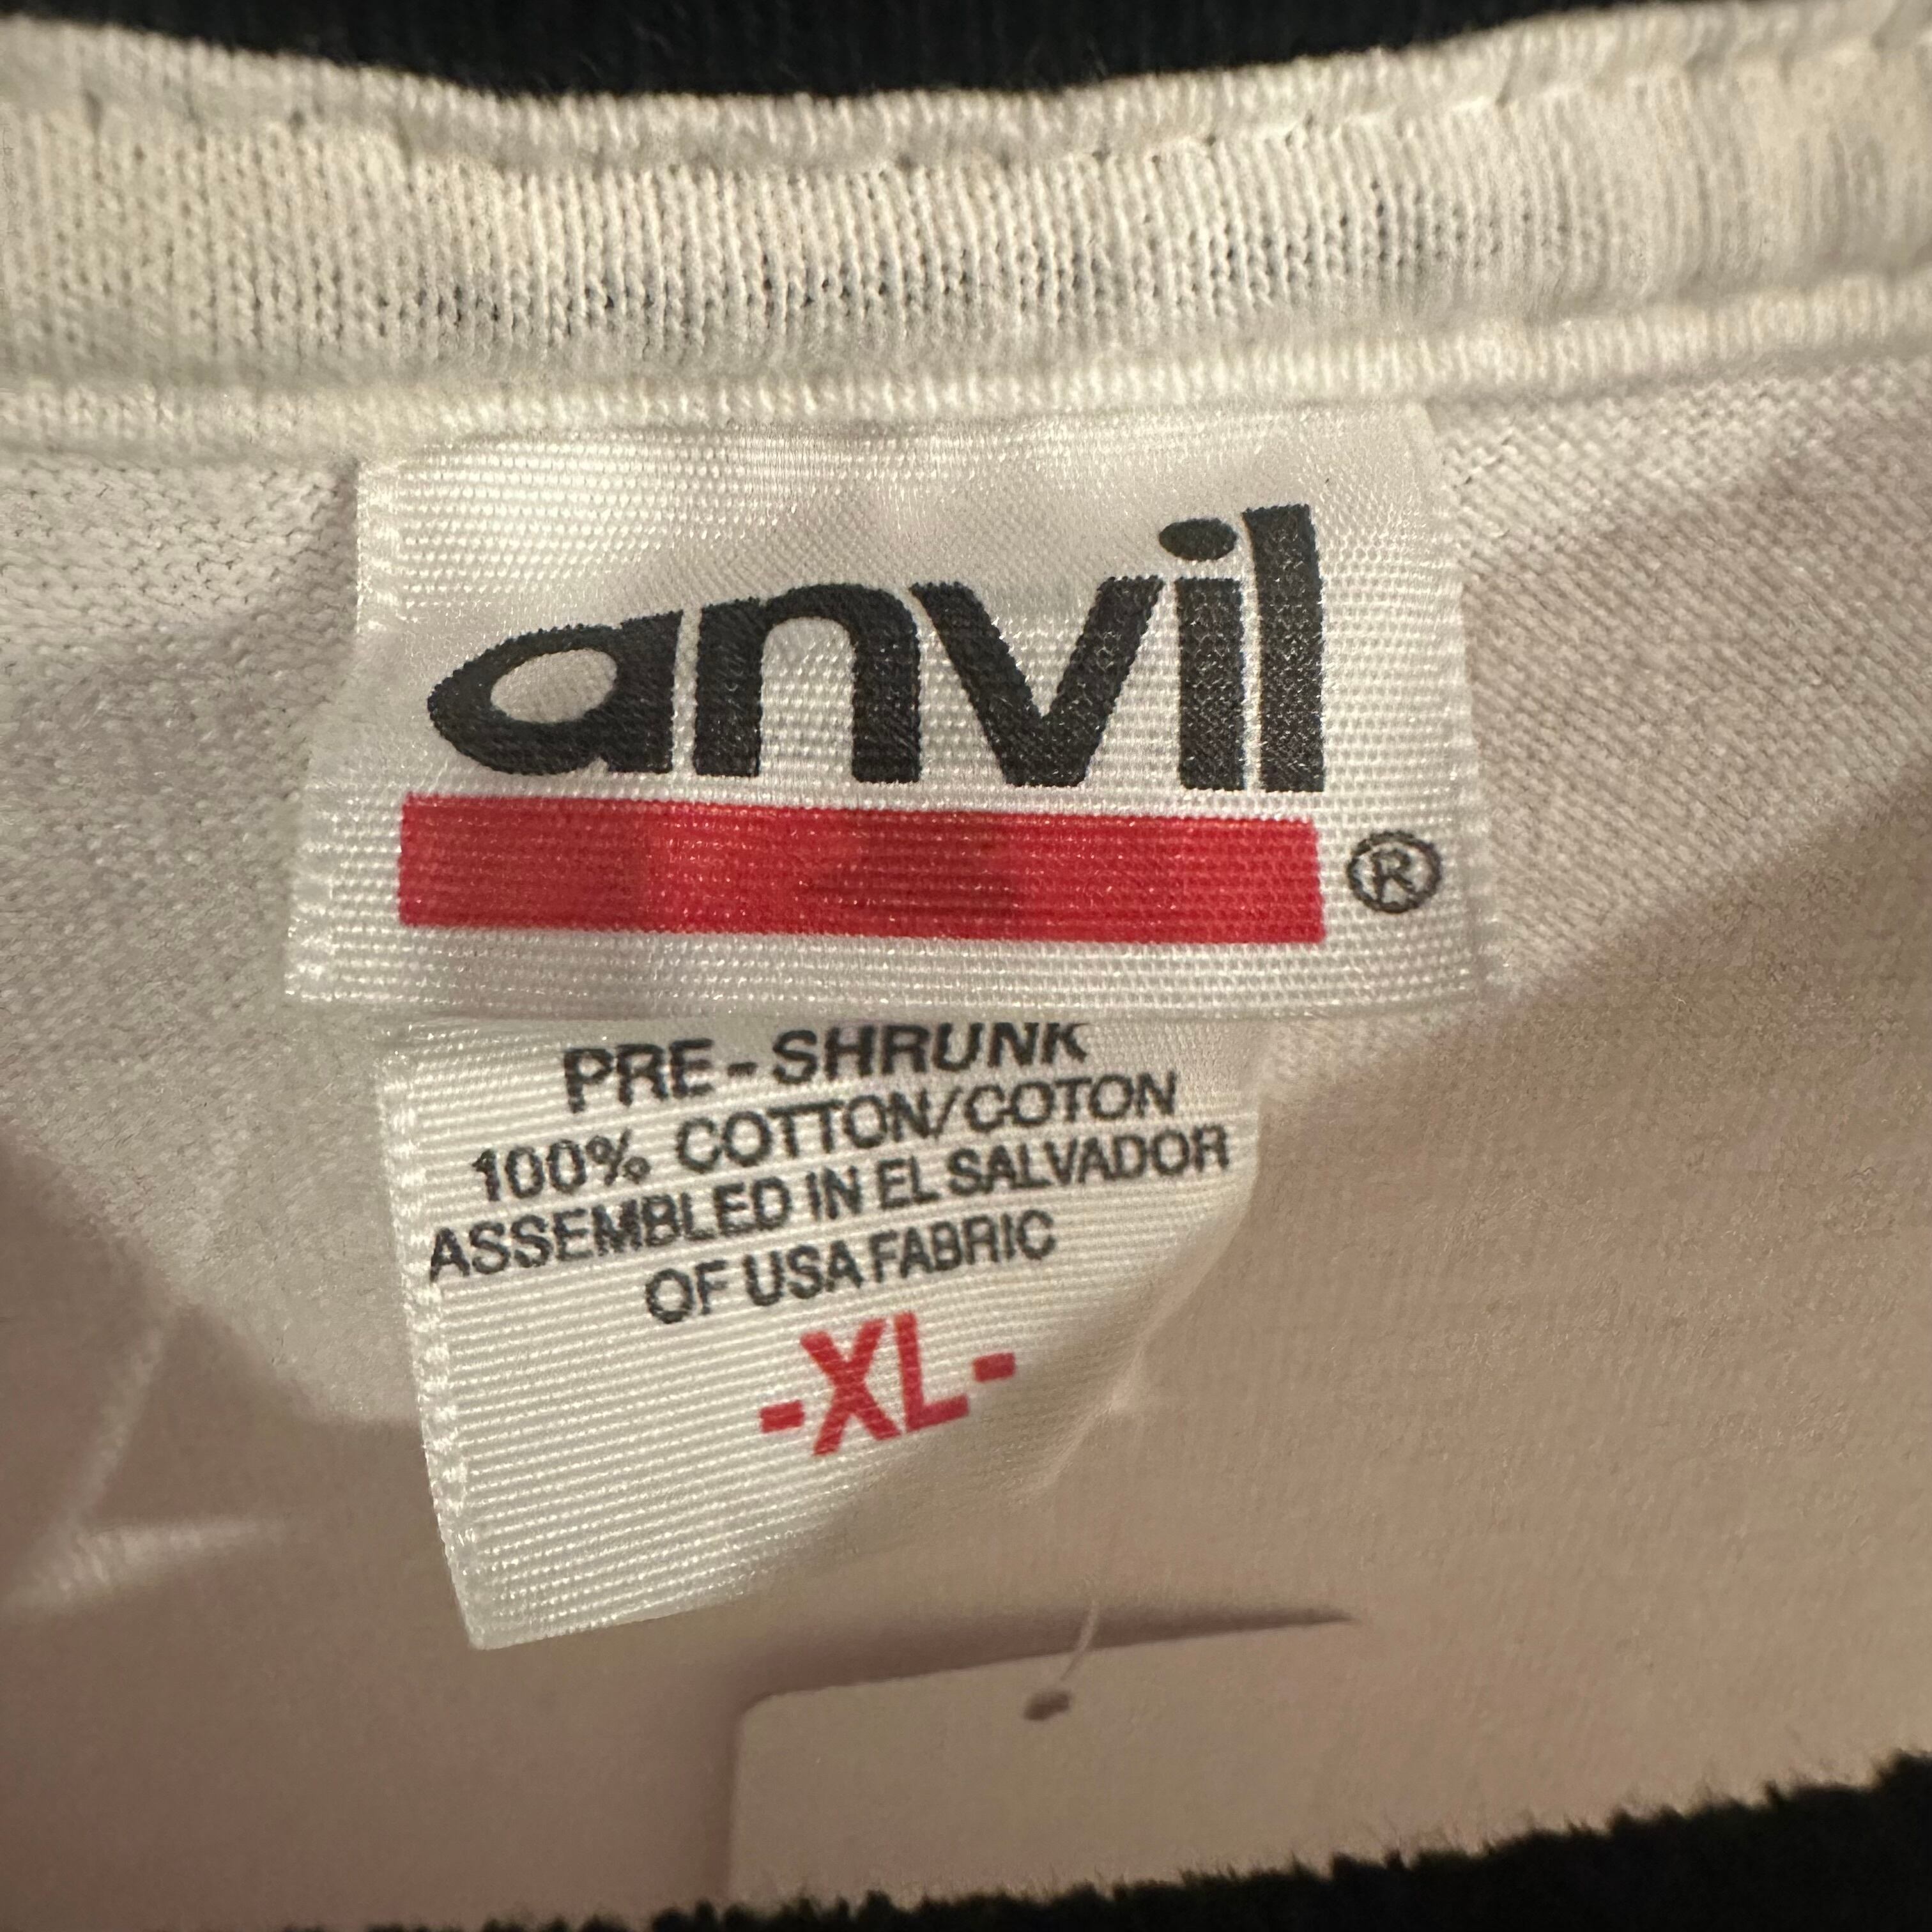 anvil
®
PRE-SHRUNK
100% COTTON/COTON
ASSEMBLED IN EL SALVADOR
OF USA FABRIC
-XL-